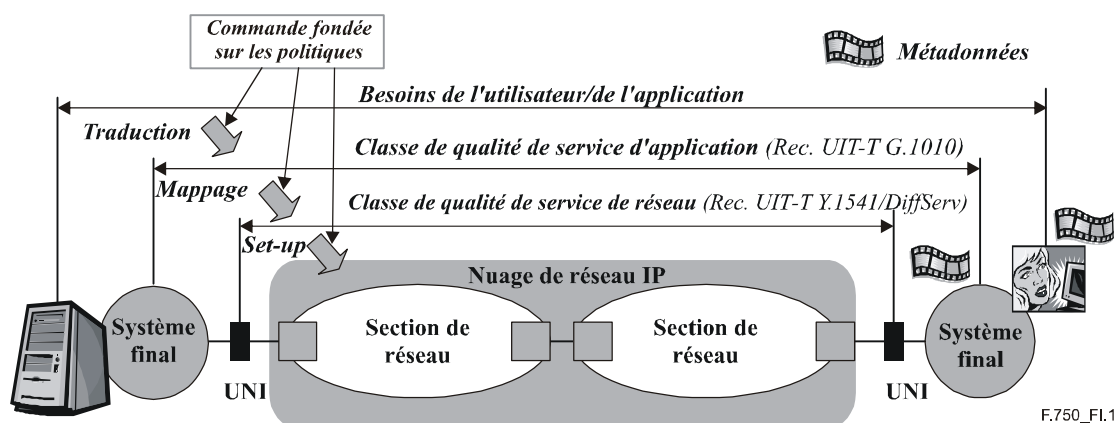 Commande fondée
sur les politiques
Métadonnées
Besoins de l'utilisateur/de l'application
Traduction
Classe de qualité de service d'application (Rec. UIT-T G.1010)
Mappage
Classe de qualité de service de réseau (Rec. UIT-T Y.1541/DiffServ)
Set-up
Nuage de réseau IP
Système
final
Section de
réseau
Section de
réseau
Système
final
UNI
UNI
F.750_FI.1